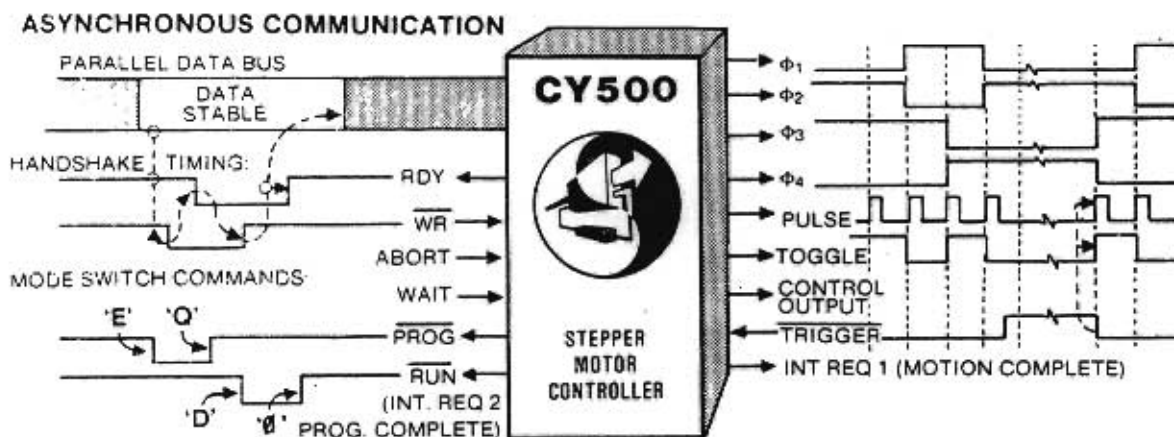 ASYNCHRONOUS COMMUNICATION
PARALLEL DATA BUS
DATA
STABLE
HANDSHAKE TIMING:
RDY
WR
ABORT
MODE SWITCH COMMANDS:
WAIT
'E'
'Q'
PROG
RUN
'D'
'Ø'
(INT. REQ 2
PROG. COMPLETE)
CY500
STEPPER
MOTOR
CONTROLLER
Φ1
Φ2
Φ3
Φ4
PULSE
TOGGLE
CONTROL
OUTPUT
TRIGGER
INT REQ 1 (MOTION COMPLETE)